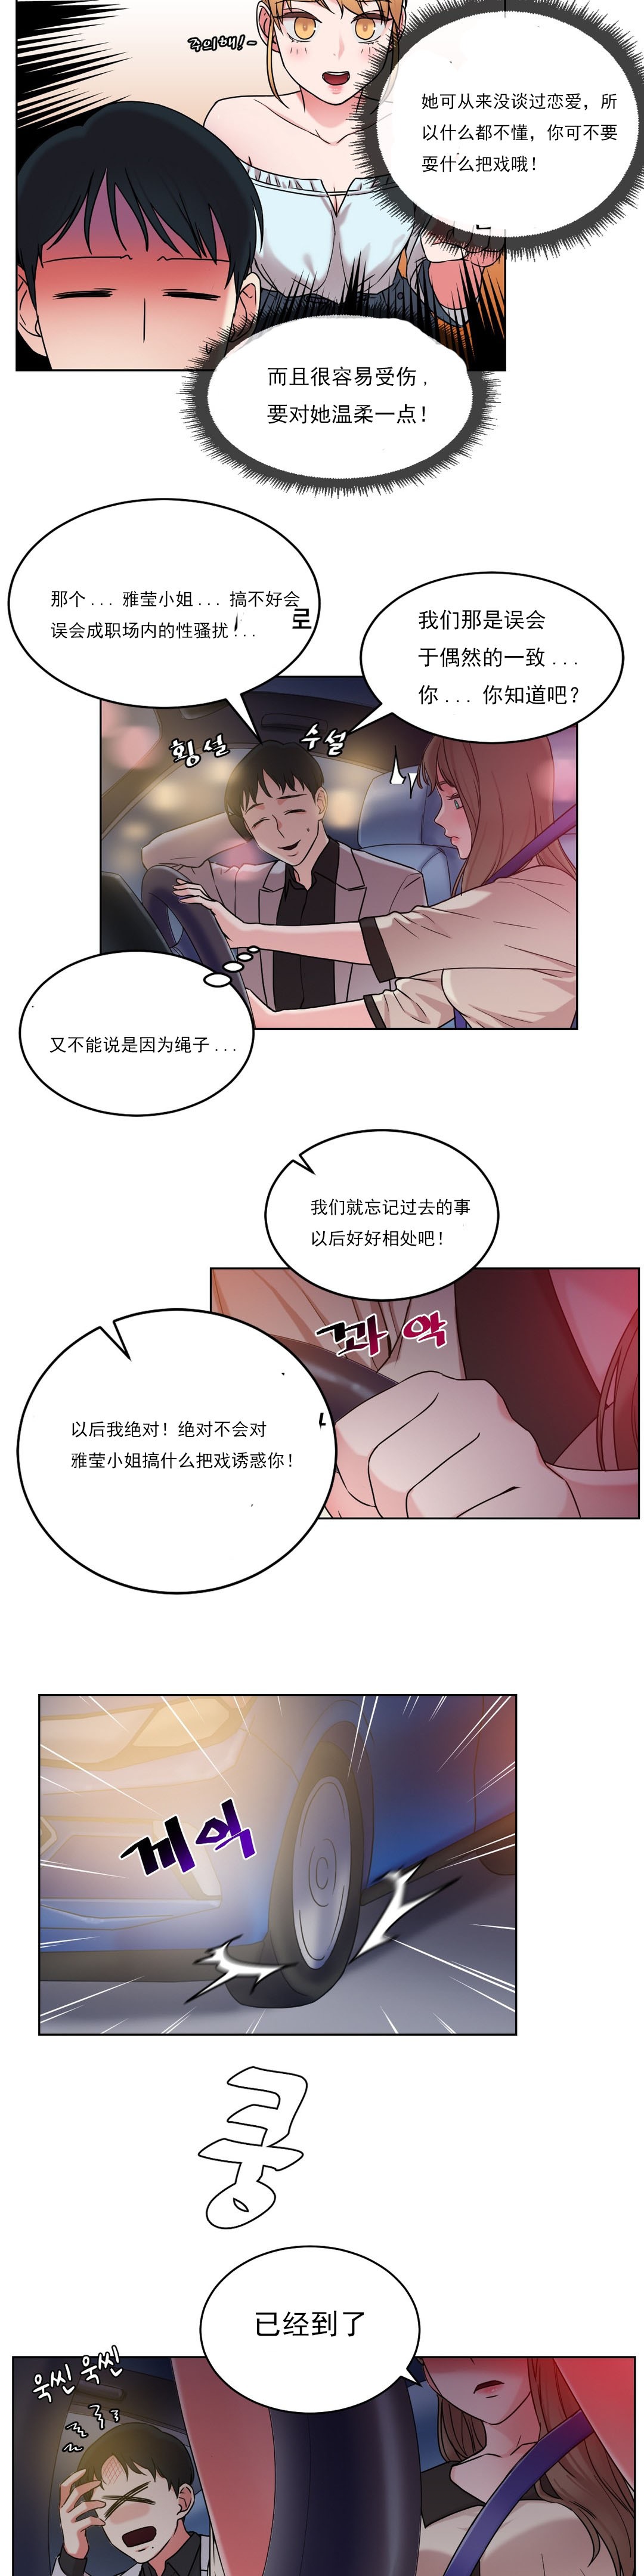 주의해!~
她可从来没谈过恋爱，所
以什么都不懂，你可不要
耍什么把戏哦！
而且很容易受伤，
要对她温柔一点！
那个...雅莹小姐...搞不好会
误会成职场内的性骚扰!..
로
我们那是误会
于偶然的一致...
你...你知道吧？
횡설
수설
又不能说是因为绳子...
我们就忘记过去的事
以后好好相处吧！
꽈악
以后我绝对！绝对不会对
雅莹小姐搞什么把戏诱惑你！
끼익
쿵
已经到了
욱씬 욱씬